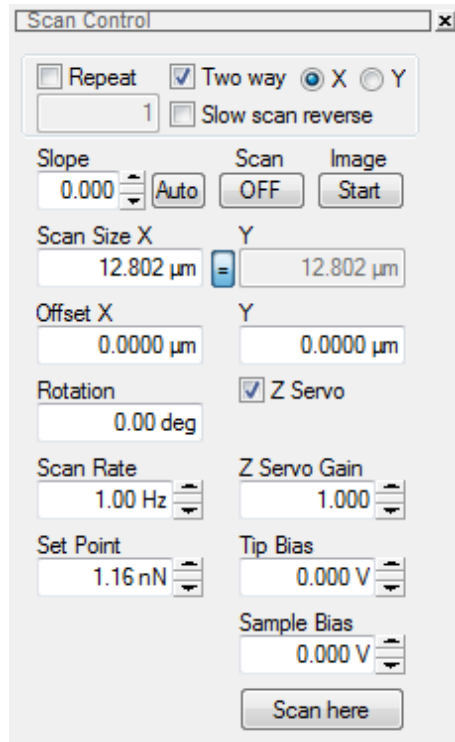 Scan Control
Repeat Two way X Y
1 Slow scan reverse
Slope Scan Image
0.000 Auto OFF Start
Scan Size X Y
12.802 µm = 12.802 µm
Offset X Y
0.0000 µm 0.0000 µm
Rotation Z Servo
0.00 deg
Scan Rate Z Servo Gain
1.00 Hz 1.000
Set Point Tip Bias
1.16 nN 0.000 V
Sample Bias
0.000 V
Scan here